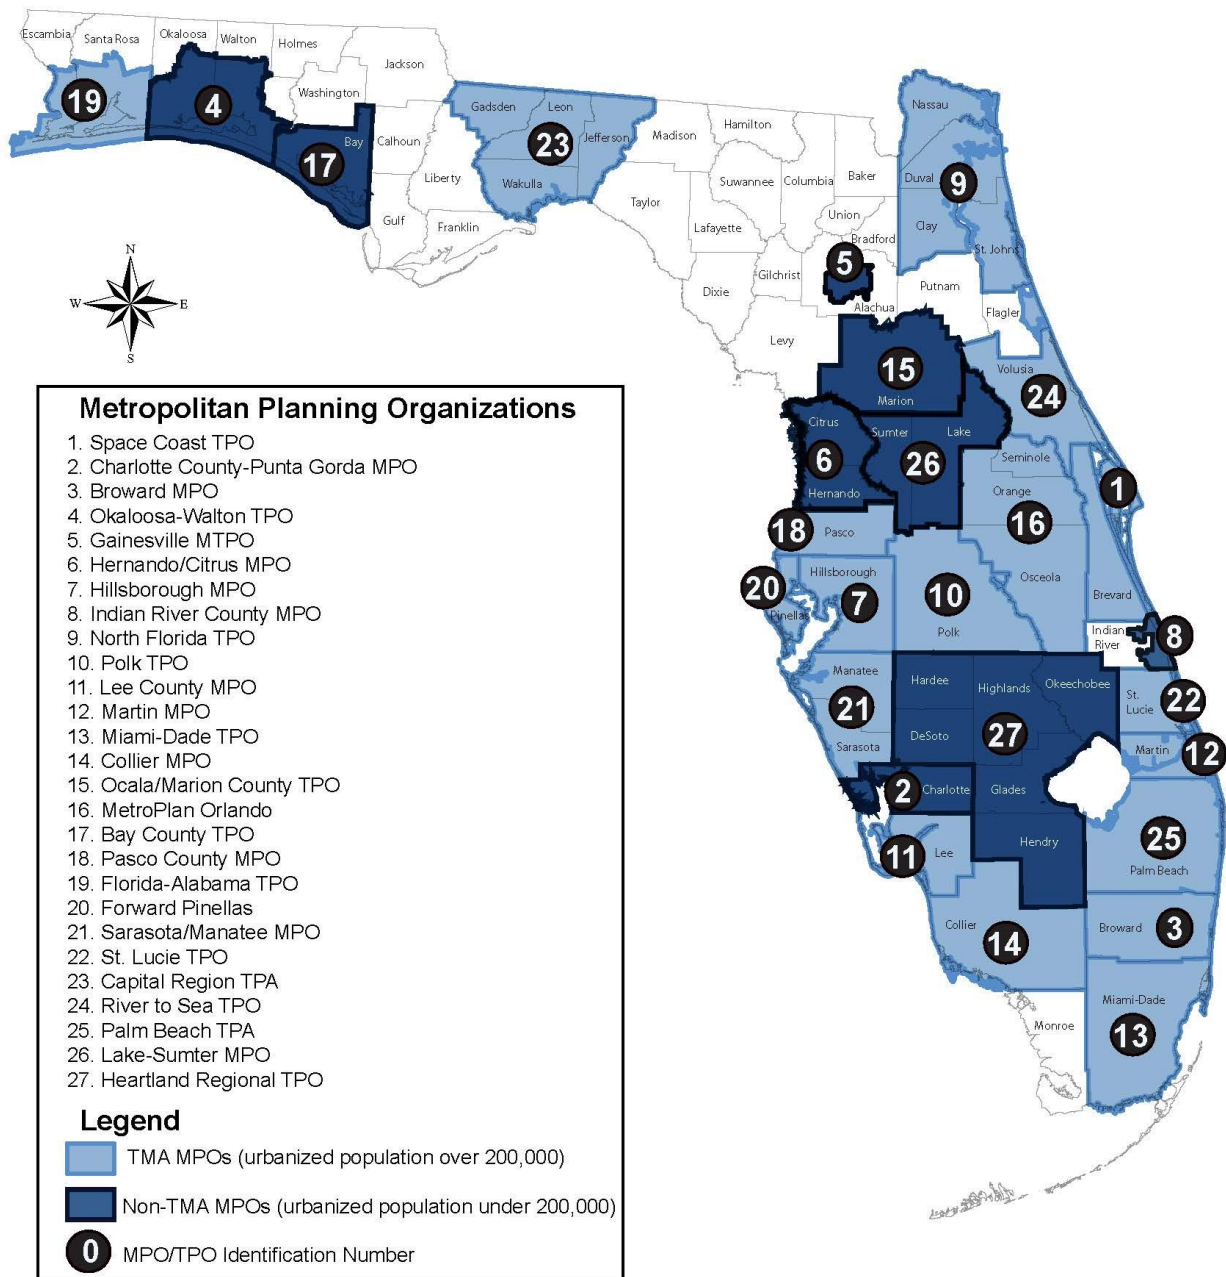 Escambia
Santa Rosa
Okaloosa
Walton
Holmes
Jackson
Washington
19
4
17
Bay
Calhoun
Gulf
Liberty
Franklin
Gadsden
Leon
Jefferson
23
Wakulla
Madison
Taylor
Hamilton
Suwannee
Columbia
Baker
Lafayette
Union
Bradford
5
Gilchrist
Dixie
Alachua
Levy
Nassau
Duval
9
Clay
St. Johns
Putnam
Flagler
N
W
E
S
15
Marion
Volusia
24
Citrus
6
Hernando
Sumter
Lake
26
Seminole
Orange
16
Osceola
1
Brevard
18
Pasco
20
Pinellas
Hillsborough
7
10
Polk
Indian
River
8
Manatee
21
Sarasota
Hardee
Highlands
Okeechobee
27
DeSoto
St.
Lucie
22
Martin
12
2
Charlotte
Glades
Hendry
11
Lee
25
Palm Beach
Collier
14
Broward
3
Miami-Dade
13
Monroe
Metropolitan Planning Organizations
1. Space Coast TPO
2. Charlotte County-Punta Gorda MPO
3. Broward MPO
4. Okaloosa-Walton TPO
5. Gainesville MTPO
6. Hernando/Citrus MPO
7. Hillsborough MPO
8. Indian River County MPO
9. North Florida TPO
10. Polk TPO
11. Lee County MPO
12. Martin MPO
13. Miami-Dade TPO
14. Collier MPO
15. Ocala/Marion County TPO
16. MetroPlan Orlando
17. Bay County TPO
18. Pasco County MPO
19. Florida-Alabama TPO
20. Forward Pinellas
21. Sarasota/Manatee MPO
22. St. Lucie TPO
23. Capital Region TPA
24. River to Sea TPO
25. Palm Beach TPA
26. Lake-Sumter MPO
27. Heartland Regional TPO
Legend
TMA MPOs (urbanized population over 200,000)
Non-TMA MPOs (urbanized population under 200,000)
0 MPO/TPO Identification Number